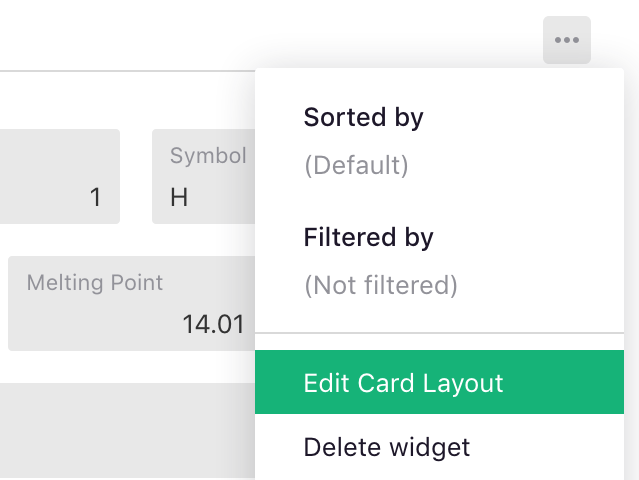 1
Symbol
H
Melting Point
14.01
Sorted by
(Default)
Filtered by
(Not filtered)
Edit Card Layout
Delete widget